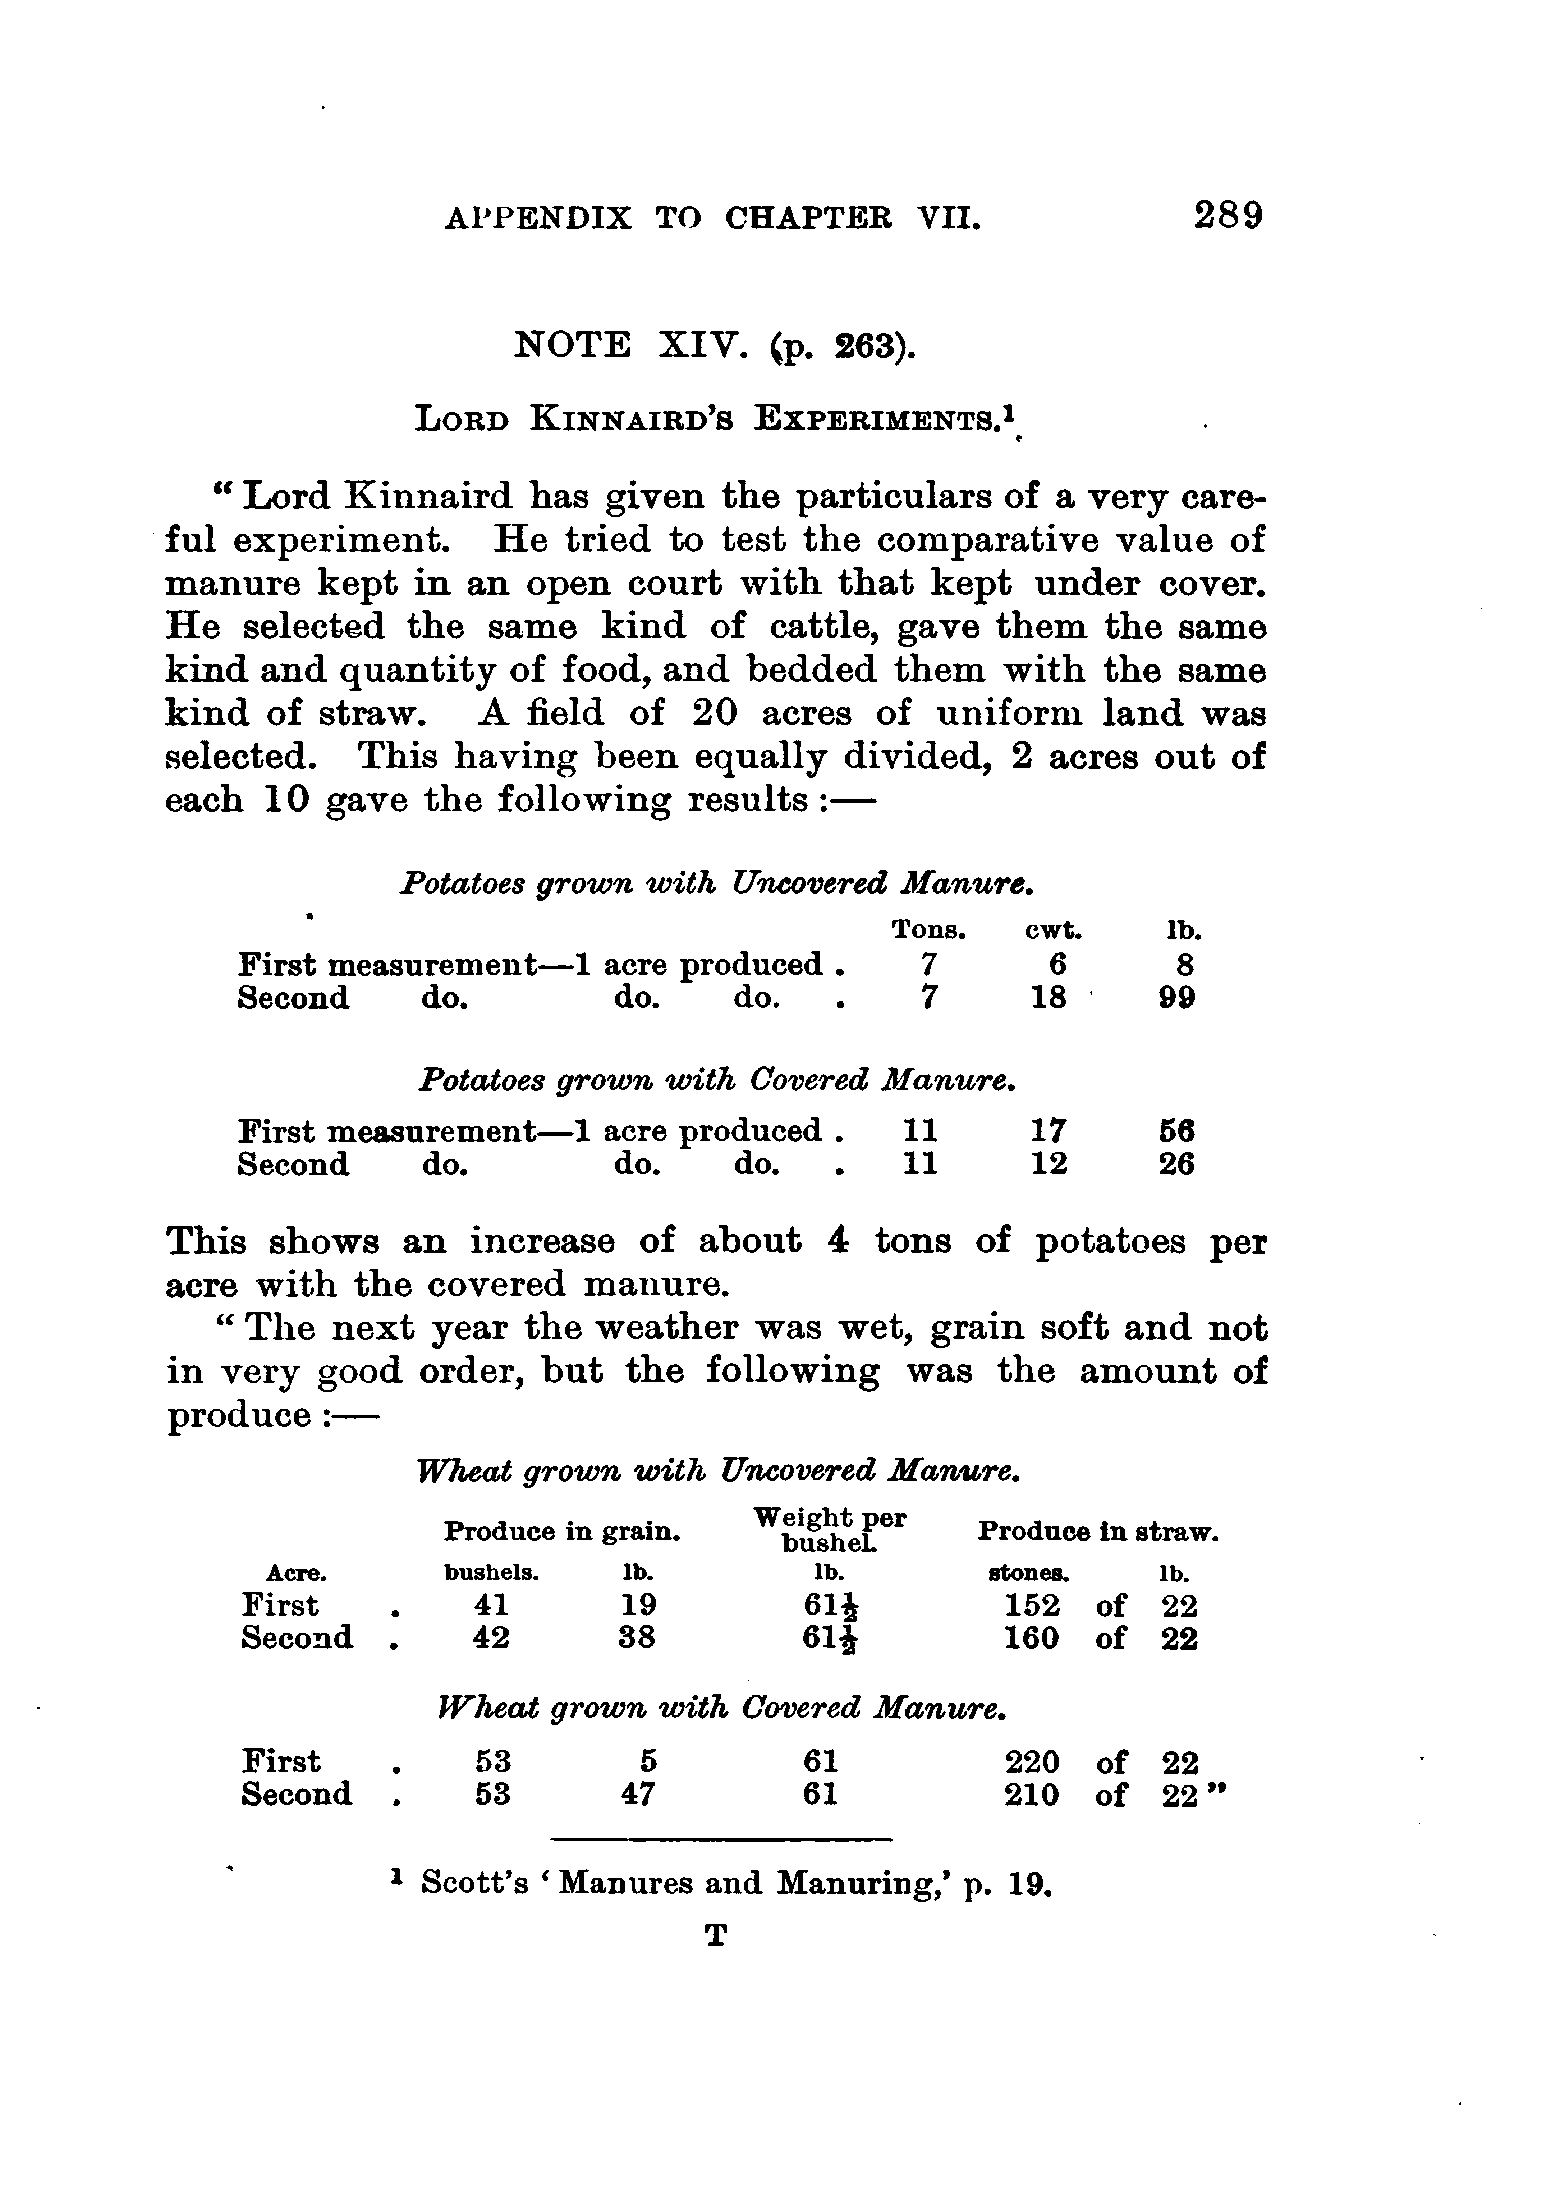 APPENDIX TO CHAPTER VII. 289
NOTE XIV. (p. 263).
LORD KINNAIRD'S EXPERIMENTS.¹
“Lord Kinnaird has given the particulars of a very care-
ful experiment. He tried to test the comparative value of
manure kept in an open court with that kept under cover.
He selected the same kind of cattle, gave them the same
kind and quantity of food, and bedded them with the same
kind of straw. A field of 20 acres of uniform land was
selected. This having been equally divided, 2 acres out of
each 10 gave the following results :—
Potatoes grown with Uncovered Manure.
Tons. cwt. lb.
First measurement—1 acre produced . 7 6 8
Second do. do. do. . 7 18 99
Potatoes grown with Covered Manure.
First measurement—1 acre produced . 11 17 56
Second do. do. do. . 11 12 26
This shows an increase of about 4 tons of potatoes per
acre with the covered manure.
“The next year the weather was wet, grain soft and not
in very good order, but the following was the amount of
produce :—
Wheat grown with Uncovered Manure.
Produce in grain. Weight per bushel. Produce in straw.
Acre. bushels. lb. lb. stones. lb.
First . 41 19 61½ 152 of 22
Second . 42 38 61½ 160 of 22
Wheat grown with Covered Manure.
First . 53 5 61 220 of 22
Second . 53 47 61 210 of 22”
¹ Scott's ‘Manures and Manuring,’ p. 19.
T